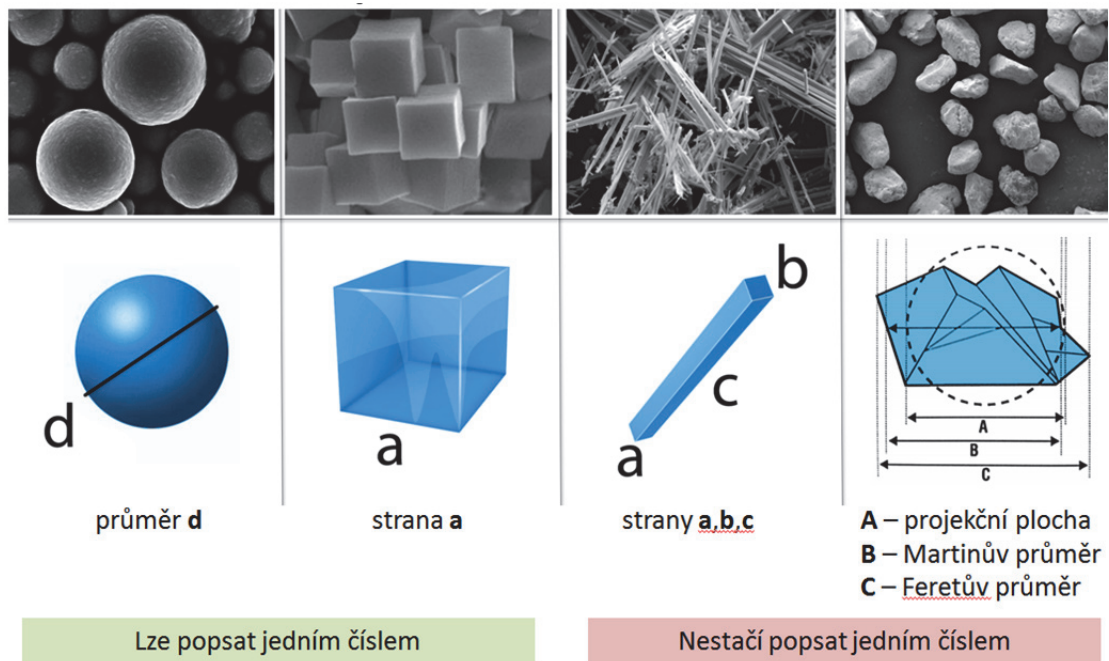 d
a
b
c
a
A
B
C
průměr d
strana a
strany a,b,c
A – projekční plocha
B – Martinův průměr
C – Feretův průměr
Lze popsat jedním číslem
Nestačí popsat jedním číslem